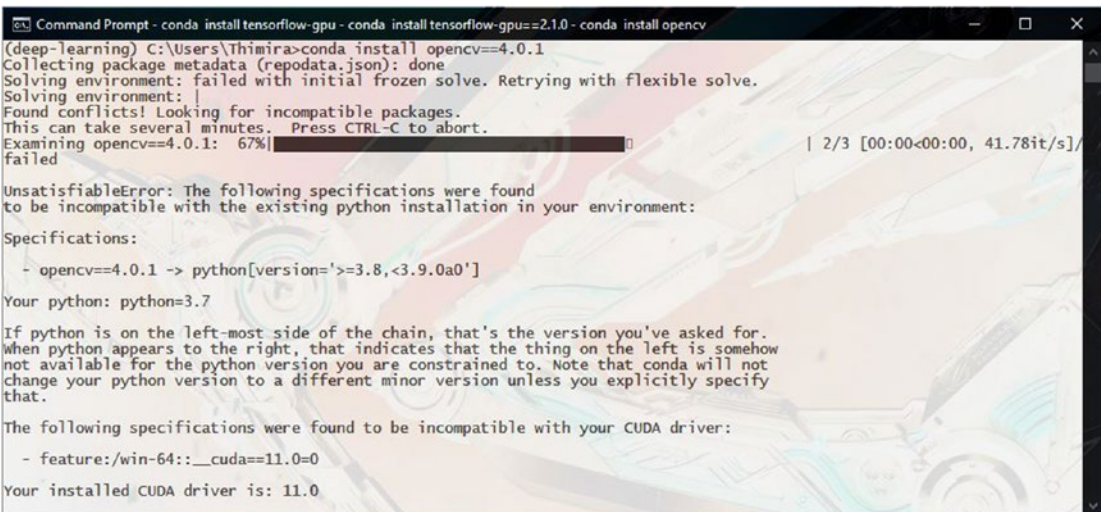 Command Prompt - conda install tensorflow-gpu - conda install tensorflow-gpu==2.1.0 - conda install opencv
(deep-learning) C:\Users\Thimira>conda install opencv==4.0.1
Collecting package metadata (repodata.json): done
Solving environment: failed with initial frozen solve. Retrying with flexible solve.
Solving environment: |
Found conflicts! Looking for incompatible packages.
This can take several minutes.  Press CTRL-C to abort.
Examining opencv==4.0.1:  67%| | 2/3 [00:00<00:00, 41.78it/s]/
failed
UnsatisfiableError: The following specifications were found
to be incompatible with the existing python installation in your environment:
Specifications:
- opencv==4.0.1 -> python[version='>=3.8,<3.9.0a0']
Your python: python=3.7
If python is on the left-most side of the chain, that's the version you've asked for.
When python appears to the right, that indicates that the thing on the left is somehow
not available for the python version you are constrained to. Note that conda will not
change your python version to a different minor version unless you explicitly specify
that.
The following specifications were found to be incompatible with your CUDA driver:
- feature:/win-64::__cuda==11.0=0
Your installed CUDA driver is: 11.0